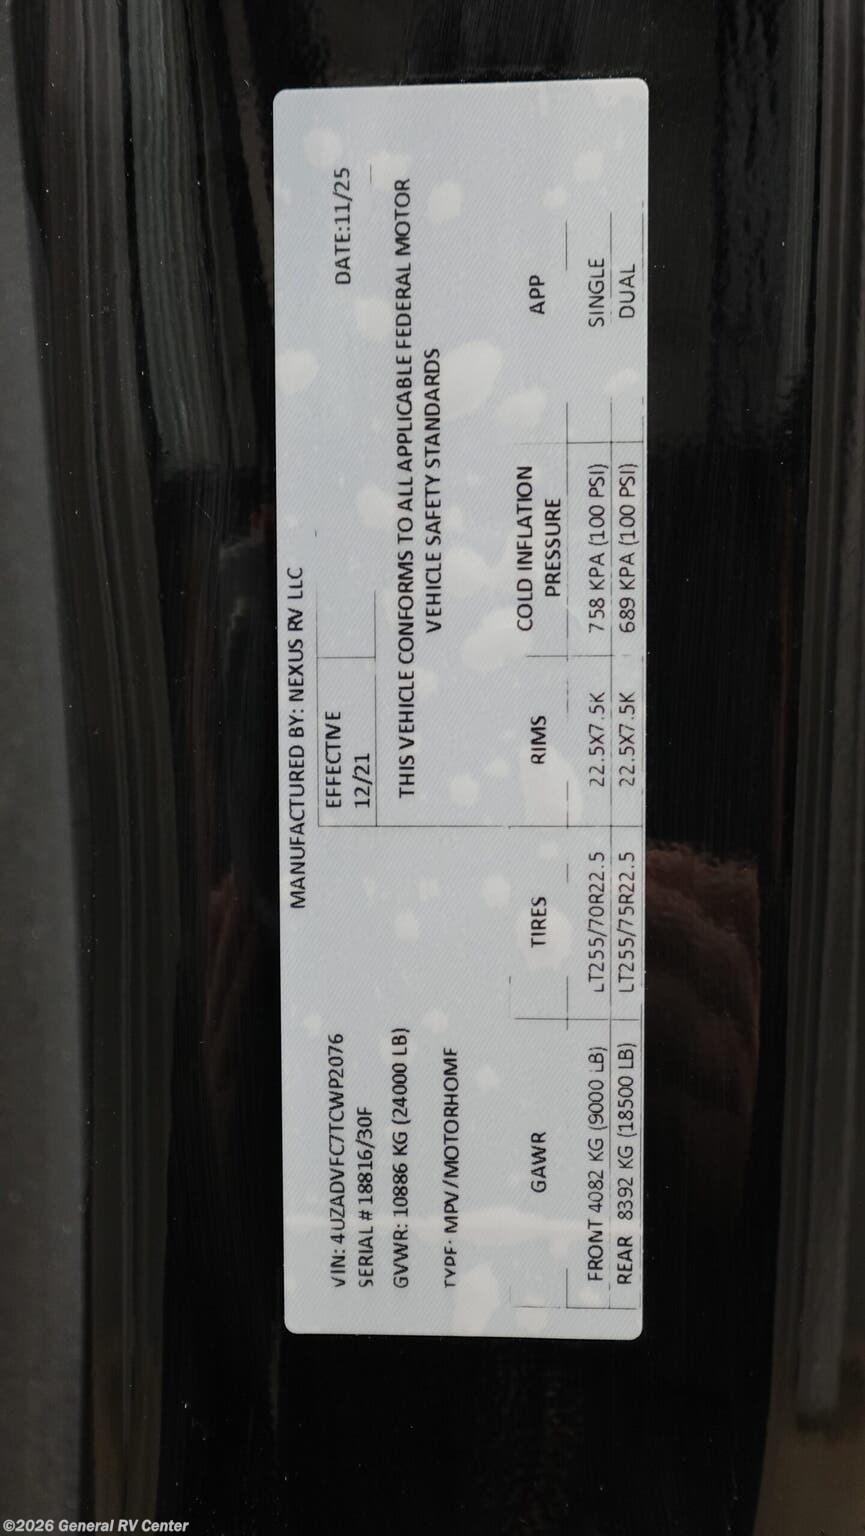 MANUFACTURED BY: NEXUS RV LLC
VIN: 4UZADVFC7TCWP2076
EFFECTIVE
DATE:11/25
SERIAL # 18816/30F
12/21
GVWR: 10886 KG (24000 LB)
THIS VEHICLE CONFORMS TO ALL APPLICABLE FEDERAL MOTOR
VEHICLE SAFETY STANDARDS
TYPE: MPV/MOTORHOME
GAWR TIRES RIMS COLD INFLATION PRESSURE APP
FRONT 4082 KG (9000 LB) LT255/70R22.5 22.5X7.5K 758 KPA (100 PSI) SINGLE
REAR 8392 KG (18500 LB) LT255/75R22.5 22.5X7.5K 689 KPA (100 PSI) DUAL
©2026 General RV Center